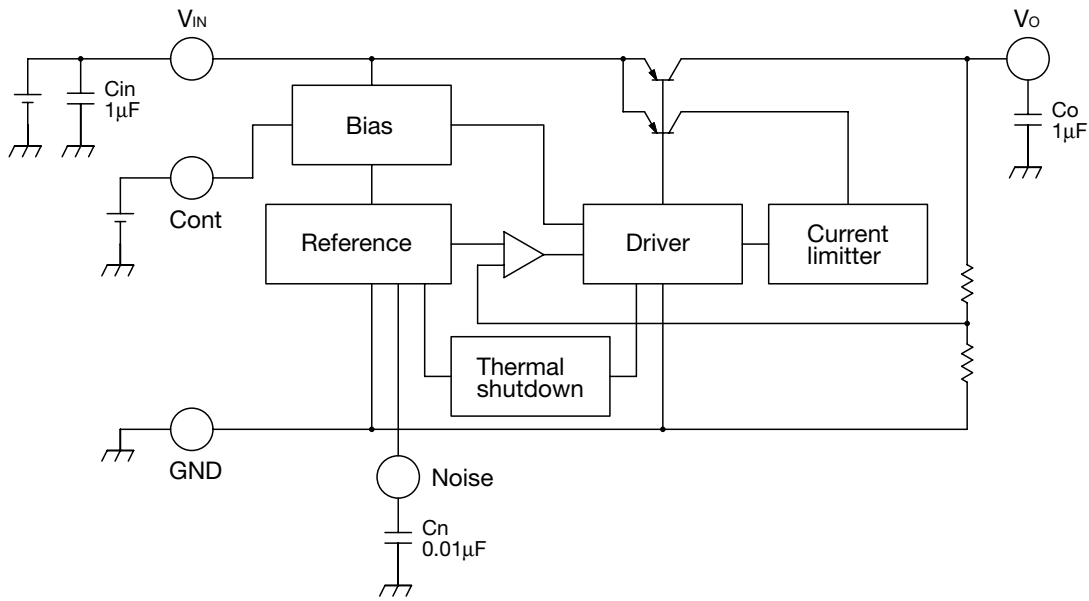 VIN
VO
Cin
1μF
Bias
Co
1μF
Cont
Reference
Driver
Current
limitter
Thermal
shutdown
GND
Noise
Cn
0.01μF